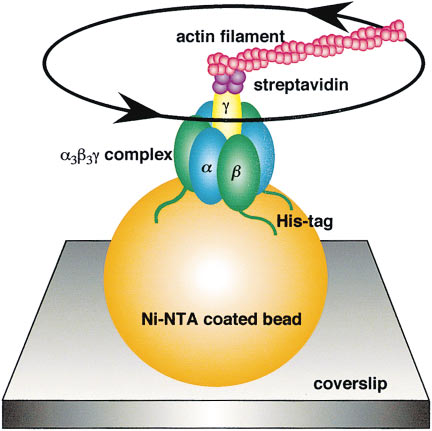 actin filament
streptavidin
γ
α₃β₃γ complex
α
β
His-tag
Ni-NTA coated bead
coverslip